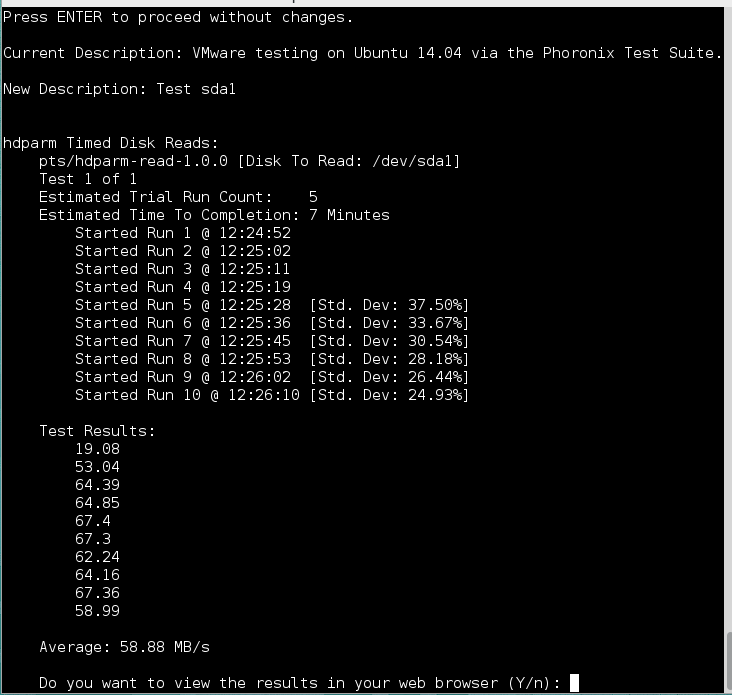 Press ENTER to proceed without changes.
Current Description: VMware testing on Ubuntu 14.04 via the Phoronix Test Suite.
New Description: Test sda1
hdparm Timed Disk Reads:
pts/hdparm-read-1.0.0 [Disk To Read: /dev/sda1]
Test 1 of 1
Estimated Trial Run Count: 5
Estimated Time To Completion: 7 Minutes
Started Run 1 @ 12:24:52
Started Run 2 @ 12:25:02
Started Run 3 @ 12:25:11
Started Run 4 @ 12:25:19
Started Run 5 @ 12:25:28 [Std. Dev: 37.50%]
Started Run 6 @ 12:25:36 [Std. Dev: 33.67%]
Started Run 7 @ 12:25:45 [Std. Dev: 30.54%]
Started Run 8 @ 12:25:53 [Std. Dev: 28.18%]
Started Run 9 @ 12:26:02 [Std. Dev: 26.44%]
Started Run 10 @ 12:26:10 [Std. Dev: 24.93%]
Test Results:
19.08
53.04
64.39
64.85
67.4
67.3
62.24
64.16
67.36
58.99
Average: 58.88 MB/s
Do you want to view the results in your web browser (Y/n):